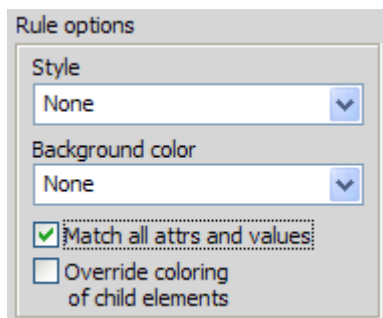 Rule options
Style
None
Background color
None
Match all attrs and values
Override coloring
of child elements